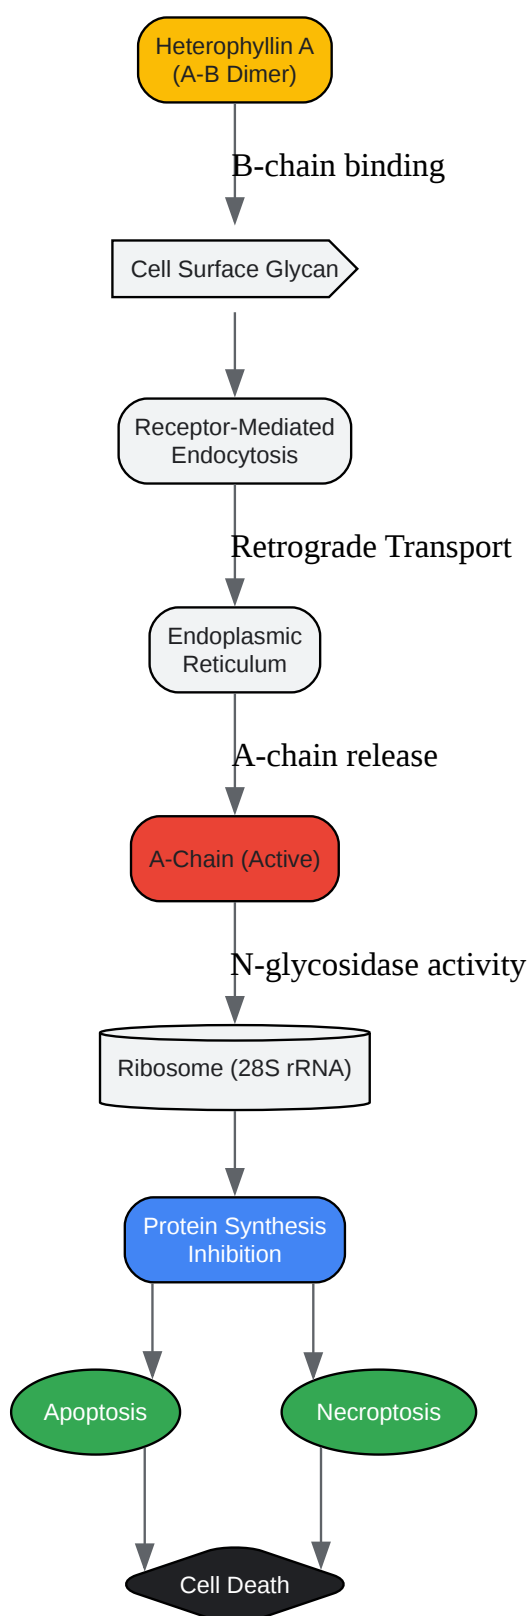 Heterophyllin A
(A-B Dimer)
B-chain binding
Cell Surface Glycan
Receptor-Mediated
Endocytosis
Retrograde Transport
Endoplasmic
Reticulum
A-chain release
A-Chain (Active)
N-glycosidase activity
Ribosome (28S rRNA)
Protein Synthesis
Inhibition
Apoptosis
Necroptosis
Cell Death